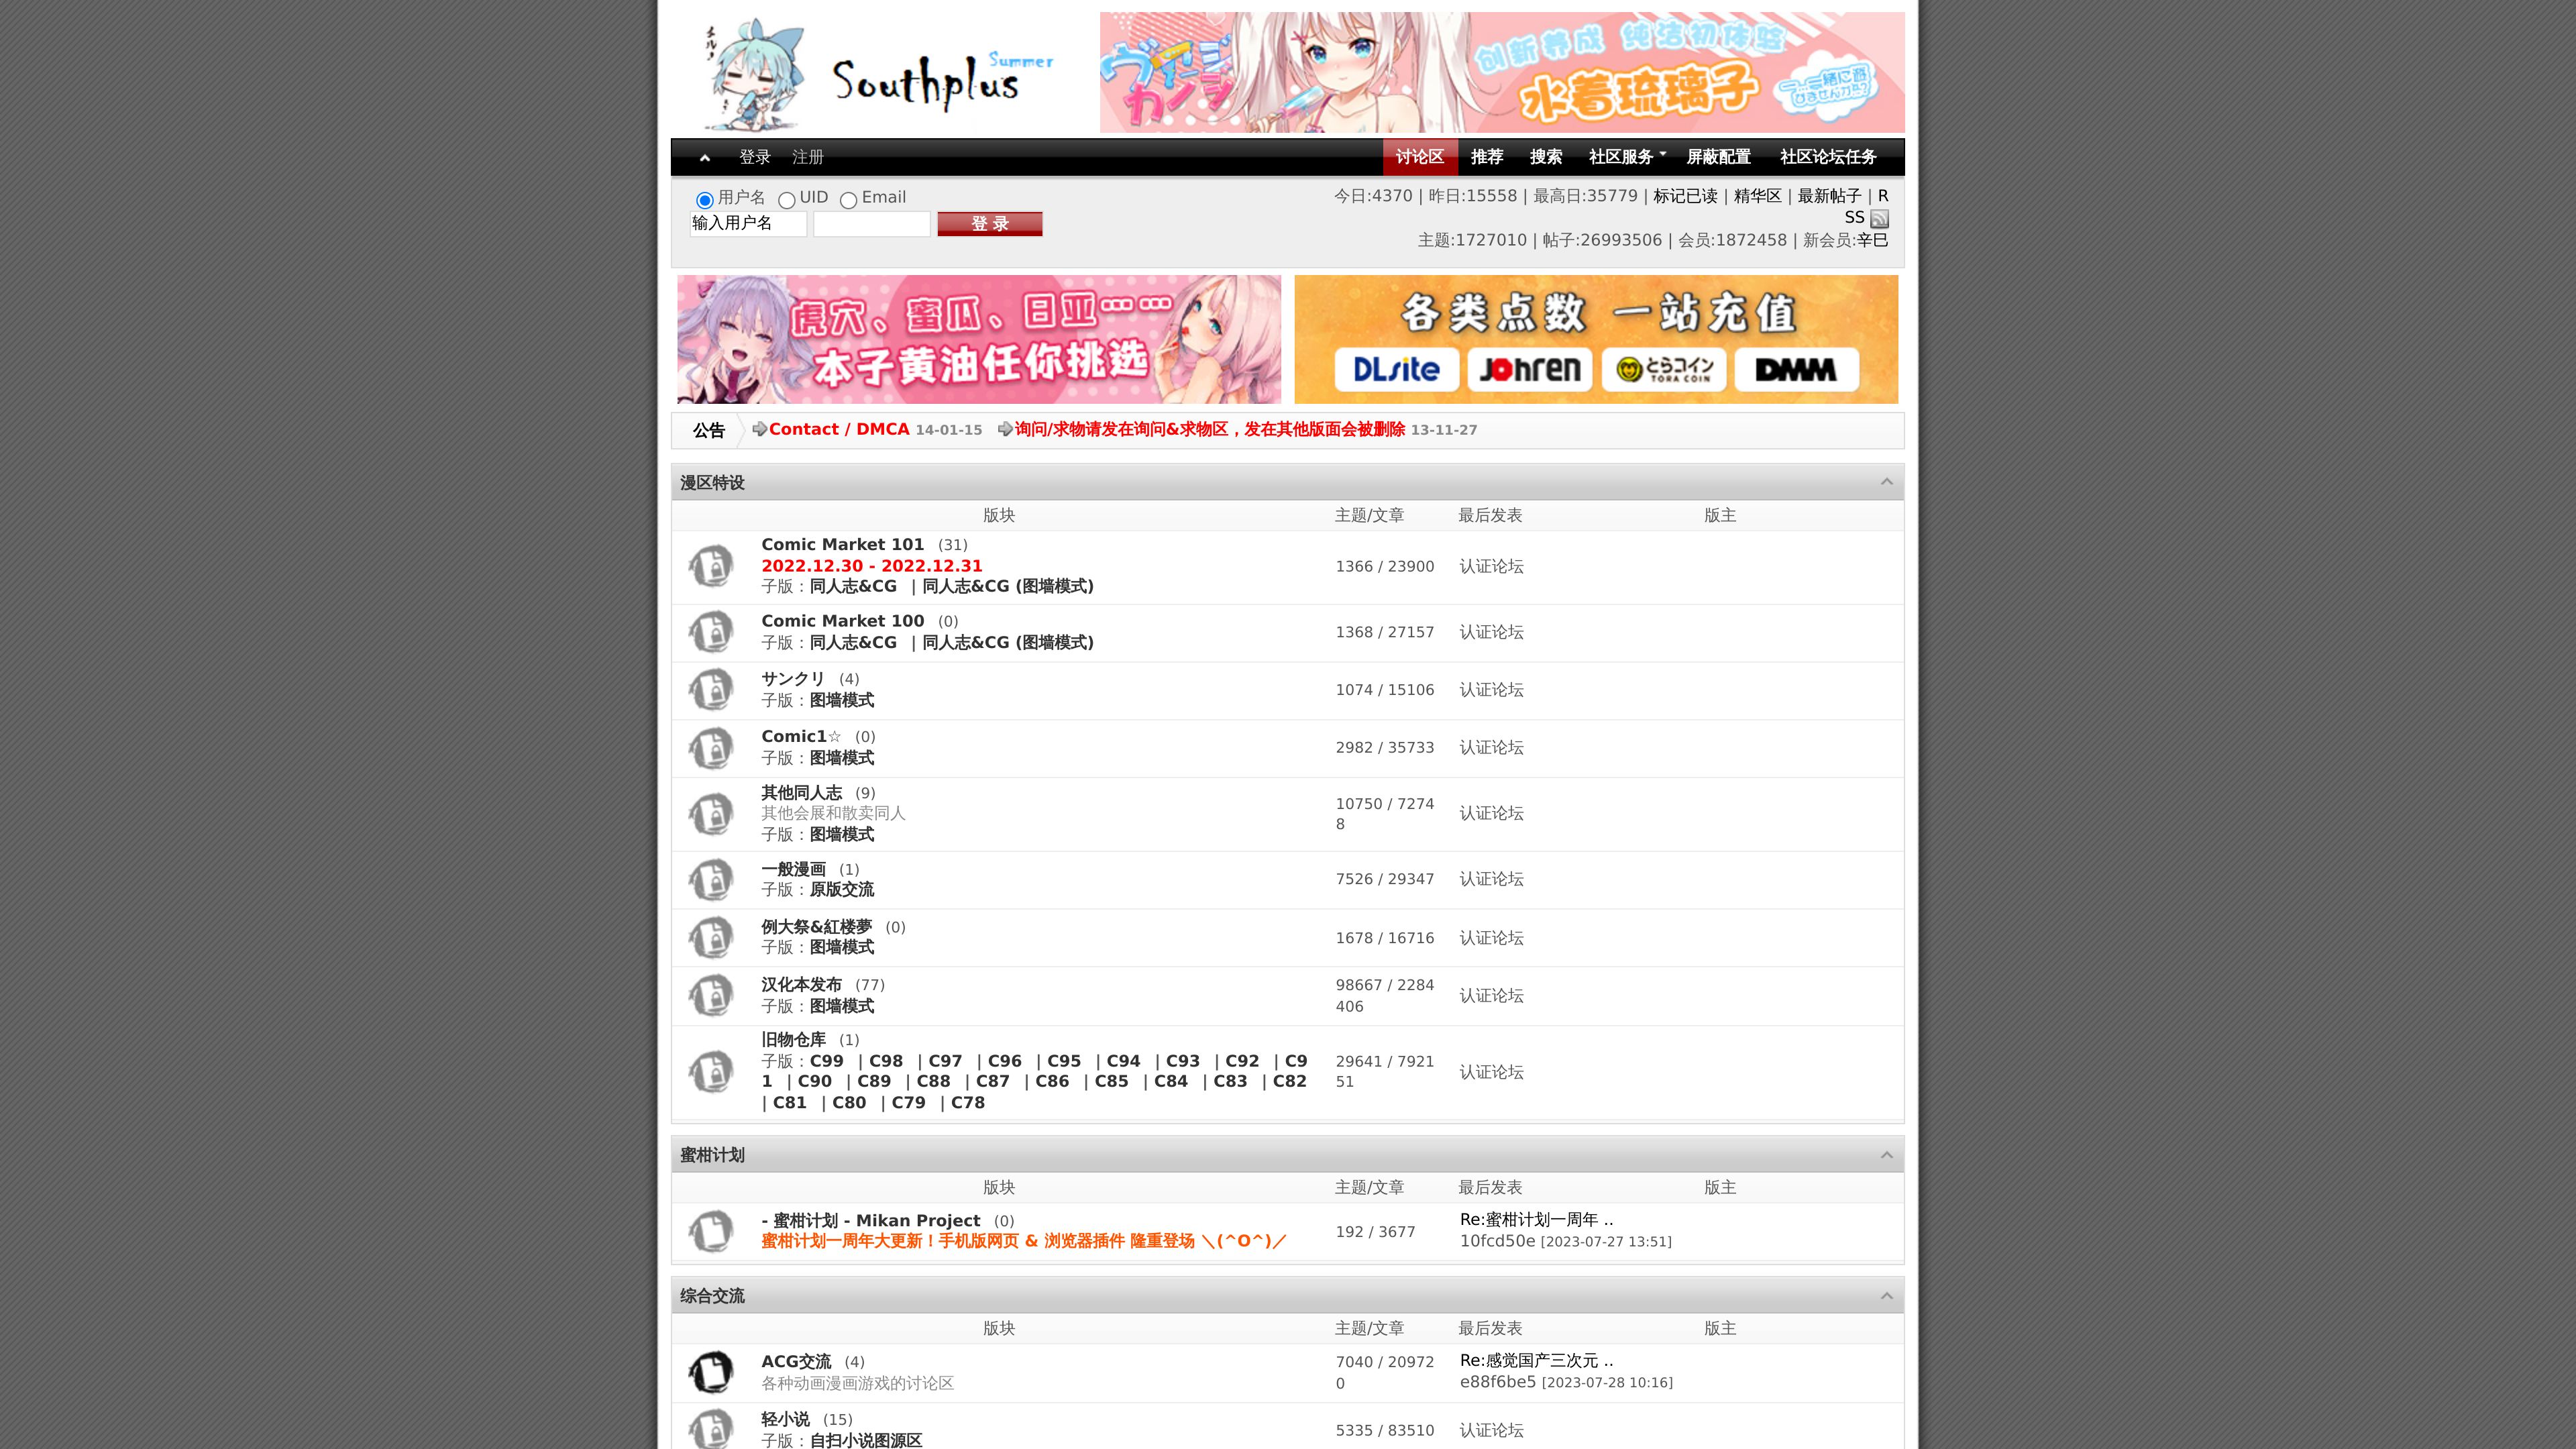 チルノ
Southplus
Summer
创新养成 纯洁初体验
水着琉璃子
登录 注册
讨论区 推荐 搜索 社区服务 屏蔽配置 社区论坛任务
用户名 UID Email
输入用户名 登 录
今日:4370 | 昨日:15558 | 最高日:35779 | 标记已读 | 精华区 | 最新帖子 | R
SS
主题:1727010 | 帖子:26993506 | 会员:1872458 | 新会员:辛巳
虎穴、蜜瓜、日亚……
本子黄油任你挑选
各类点数 一站充值
DLsite Johren とらコイン TORA COIN DMM
公告 Contact / DMCA 14-01-15 询问/求物请发在询问&求物区，发在其他版面会被删除 13-11-27
漫区特设
版块 主题/文章 最后发表 版主
Comic Market 101 (31)
2022.12.30 - 2022.12.31
子版：同人志&CG | 同人志&CG (图墙模式)
1366 / 23900 认证论坛
Comic Market 100 (0)
子版：同人志&CG | 同人志&CG (图墙模式)
1368 / 27157 认证论坛
サンクリ (4)
子版：图墙模式
1074 / 15106 认证论坛
Comic1☆ (0)
子版：图墙模式
2982 / 35733 认证论坛
其他同人志 (9)
其他会展和散卖同人
子版：图墙模式
10750 / 7274
8
认证论坛
一般漫画 (1)
子版：原版交流
7526 / 29347 认证论坛
例大祭&紅楼夢 (0)
子版：图墙模式
1678 / 16716 认证论坛
汉化本发布 (77)
子版：图墙模式
98667 / 2284
406
认证论坛
旧物仓库 (1)
子版：C99 | C98 | C97 | C96 | C95 | C94 | C93 | C92 | C9
1 | C90 | C89 | C88 | C87 | C86 | C85 | C84 | C83 | C82
| C81 | C80 | C79 | C78
29641 / 7921
51
认证论坛
蜜柑计划
版块 主题/文章 最后发表 版主
- 蜜柑计划 - Mikan Project (0)
蜜柑计划一周年大更新！手机版网页 & 浏览器插件 隆重登场 ＼(^O^)／
192 / 3677
Re:蜜柑计划一周年 ..
10fcd50e [2023-07-27 13:51]
综合交流
版块 主题/文章 最后发表 版主
ACG交流 (4)
各种动画漫画游戏的讨论区
7040 / 20972
0
Re:感觉国产三次元 ..
e88f6be5 [2023-07-28 10:16]
轻小说 (15)
子版：自扫小说图源区
5335 / 83510 认证论坛